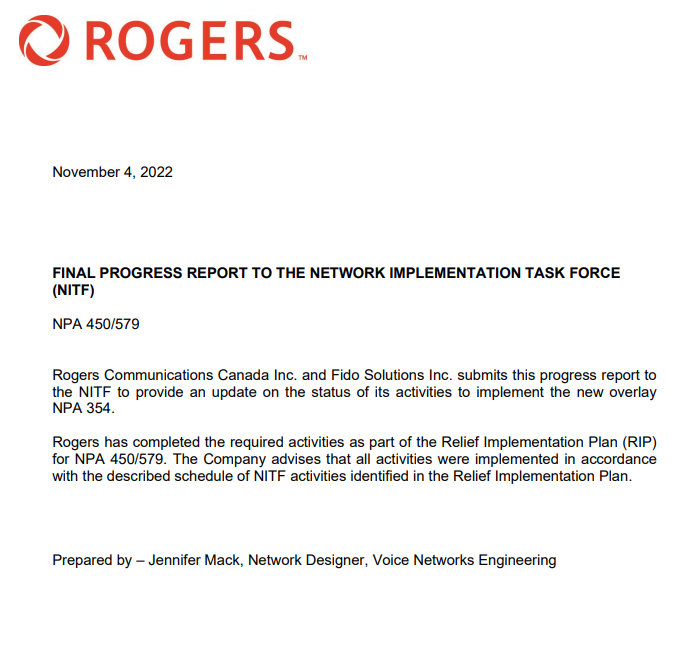 ROGERS™
November 4, 2022
FINAL PROGRESS REPORT TO THE NETWORK IMPLEMENTATION TASK FORCE
(NITF)
NPA 450/579
Rogers Communications Canada Inc. and Fido Solutions Inc. submits this progress report to
the NITF to provide an update on the status of its activities to implement the new overlay
NPA 354.
Rogers has completed the required activities as part of the Relief Implementation Plan (RIP)
for NPA 450/579. The Company advises that all activities were implemented in accordance
with the described schedule of NITF activities identified in the Relief Implementation Plan.
Prepared by – Jennifer Mack, Network Designer, Voice Networks Engineering